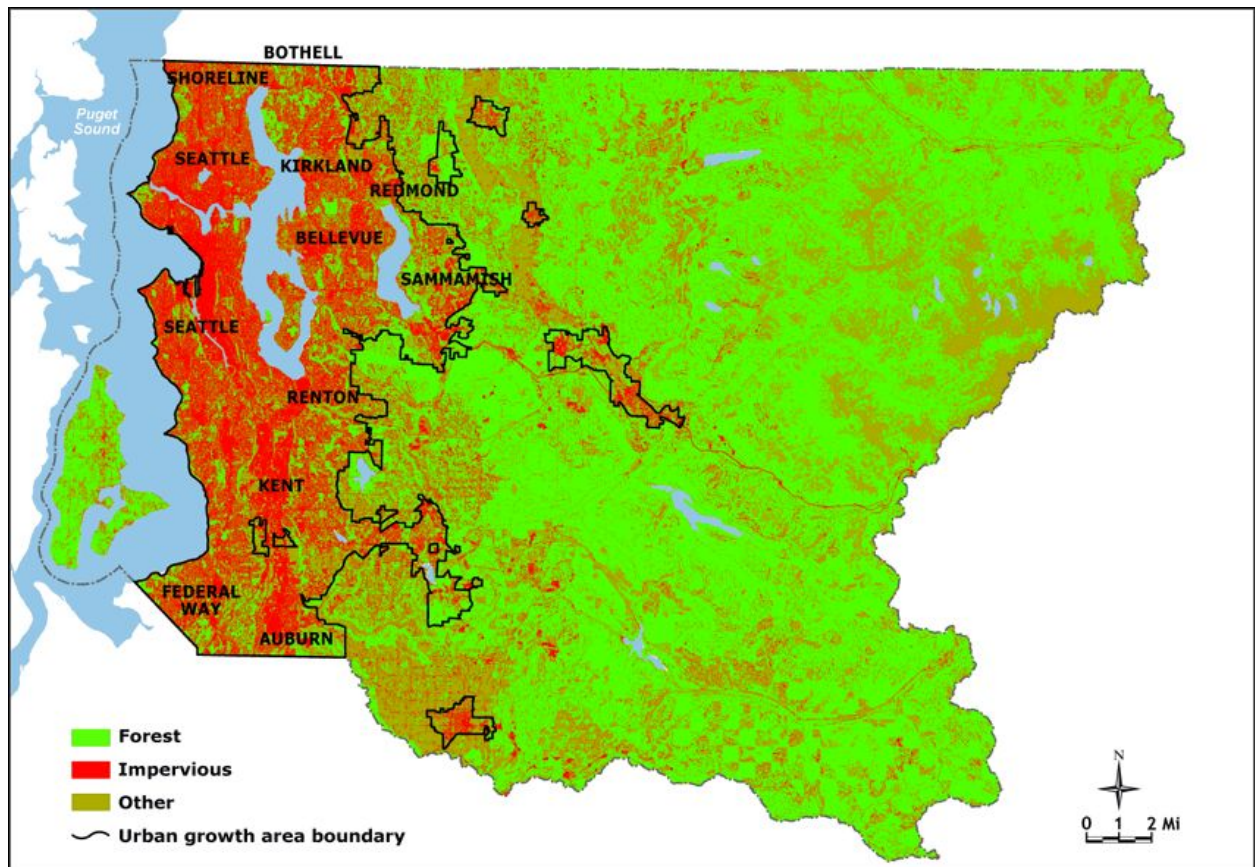 BOTHELL
SHORELINE
Puget
Sound
SEATTLE
KIRKLAND
REDMOND
BELLEVUE
SAMMAMISH
SEATTLE
RENTON
KENT
FEDERAL
WAY
AUBURN
Forest
Impervious
Other
Urban growth area boundary
N
0 1 2 Mi